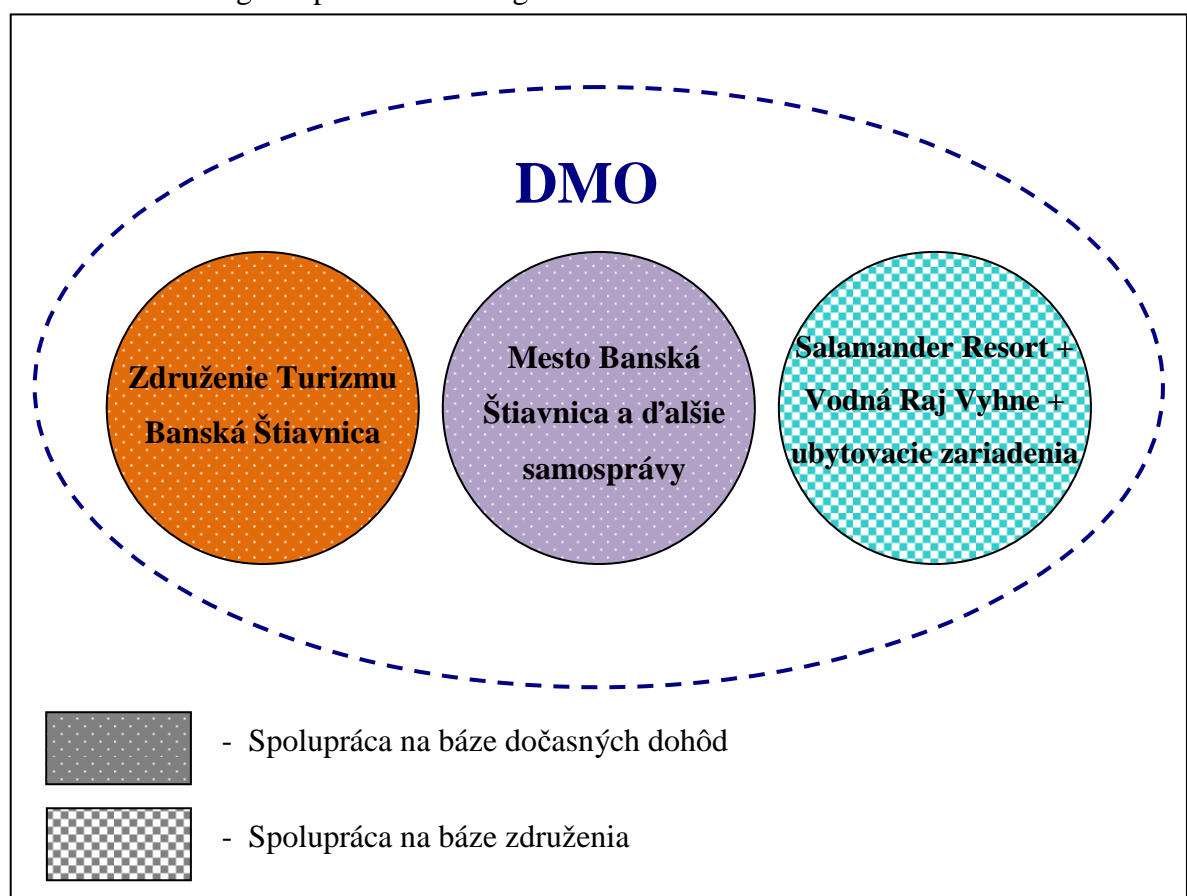 DMO
Združenie Turizmu
Banská Štiavnica
Mesto Banská
Štiavnica a ďalšie
samosprávy
Salamander Resort +
Vodná Raj Vyhne +
ubytovacie zariadenia
- Spolupráca na báze dočasných dohôd
- Spolupráca na báze združenia